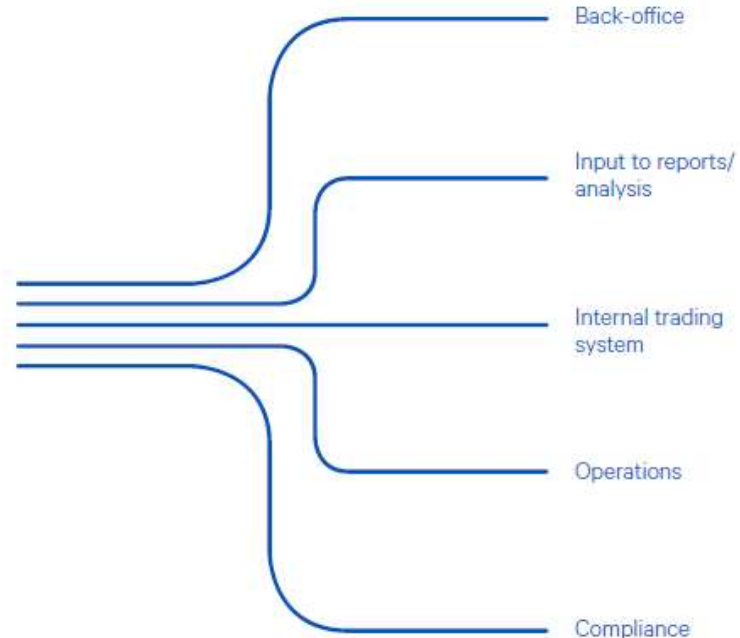 Back-office
Input to reports/
analysis
Internal trading
system
Operations
Compliance